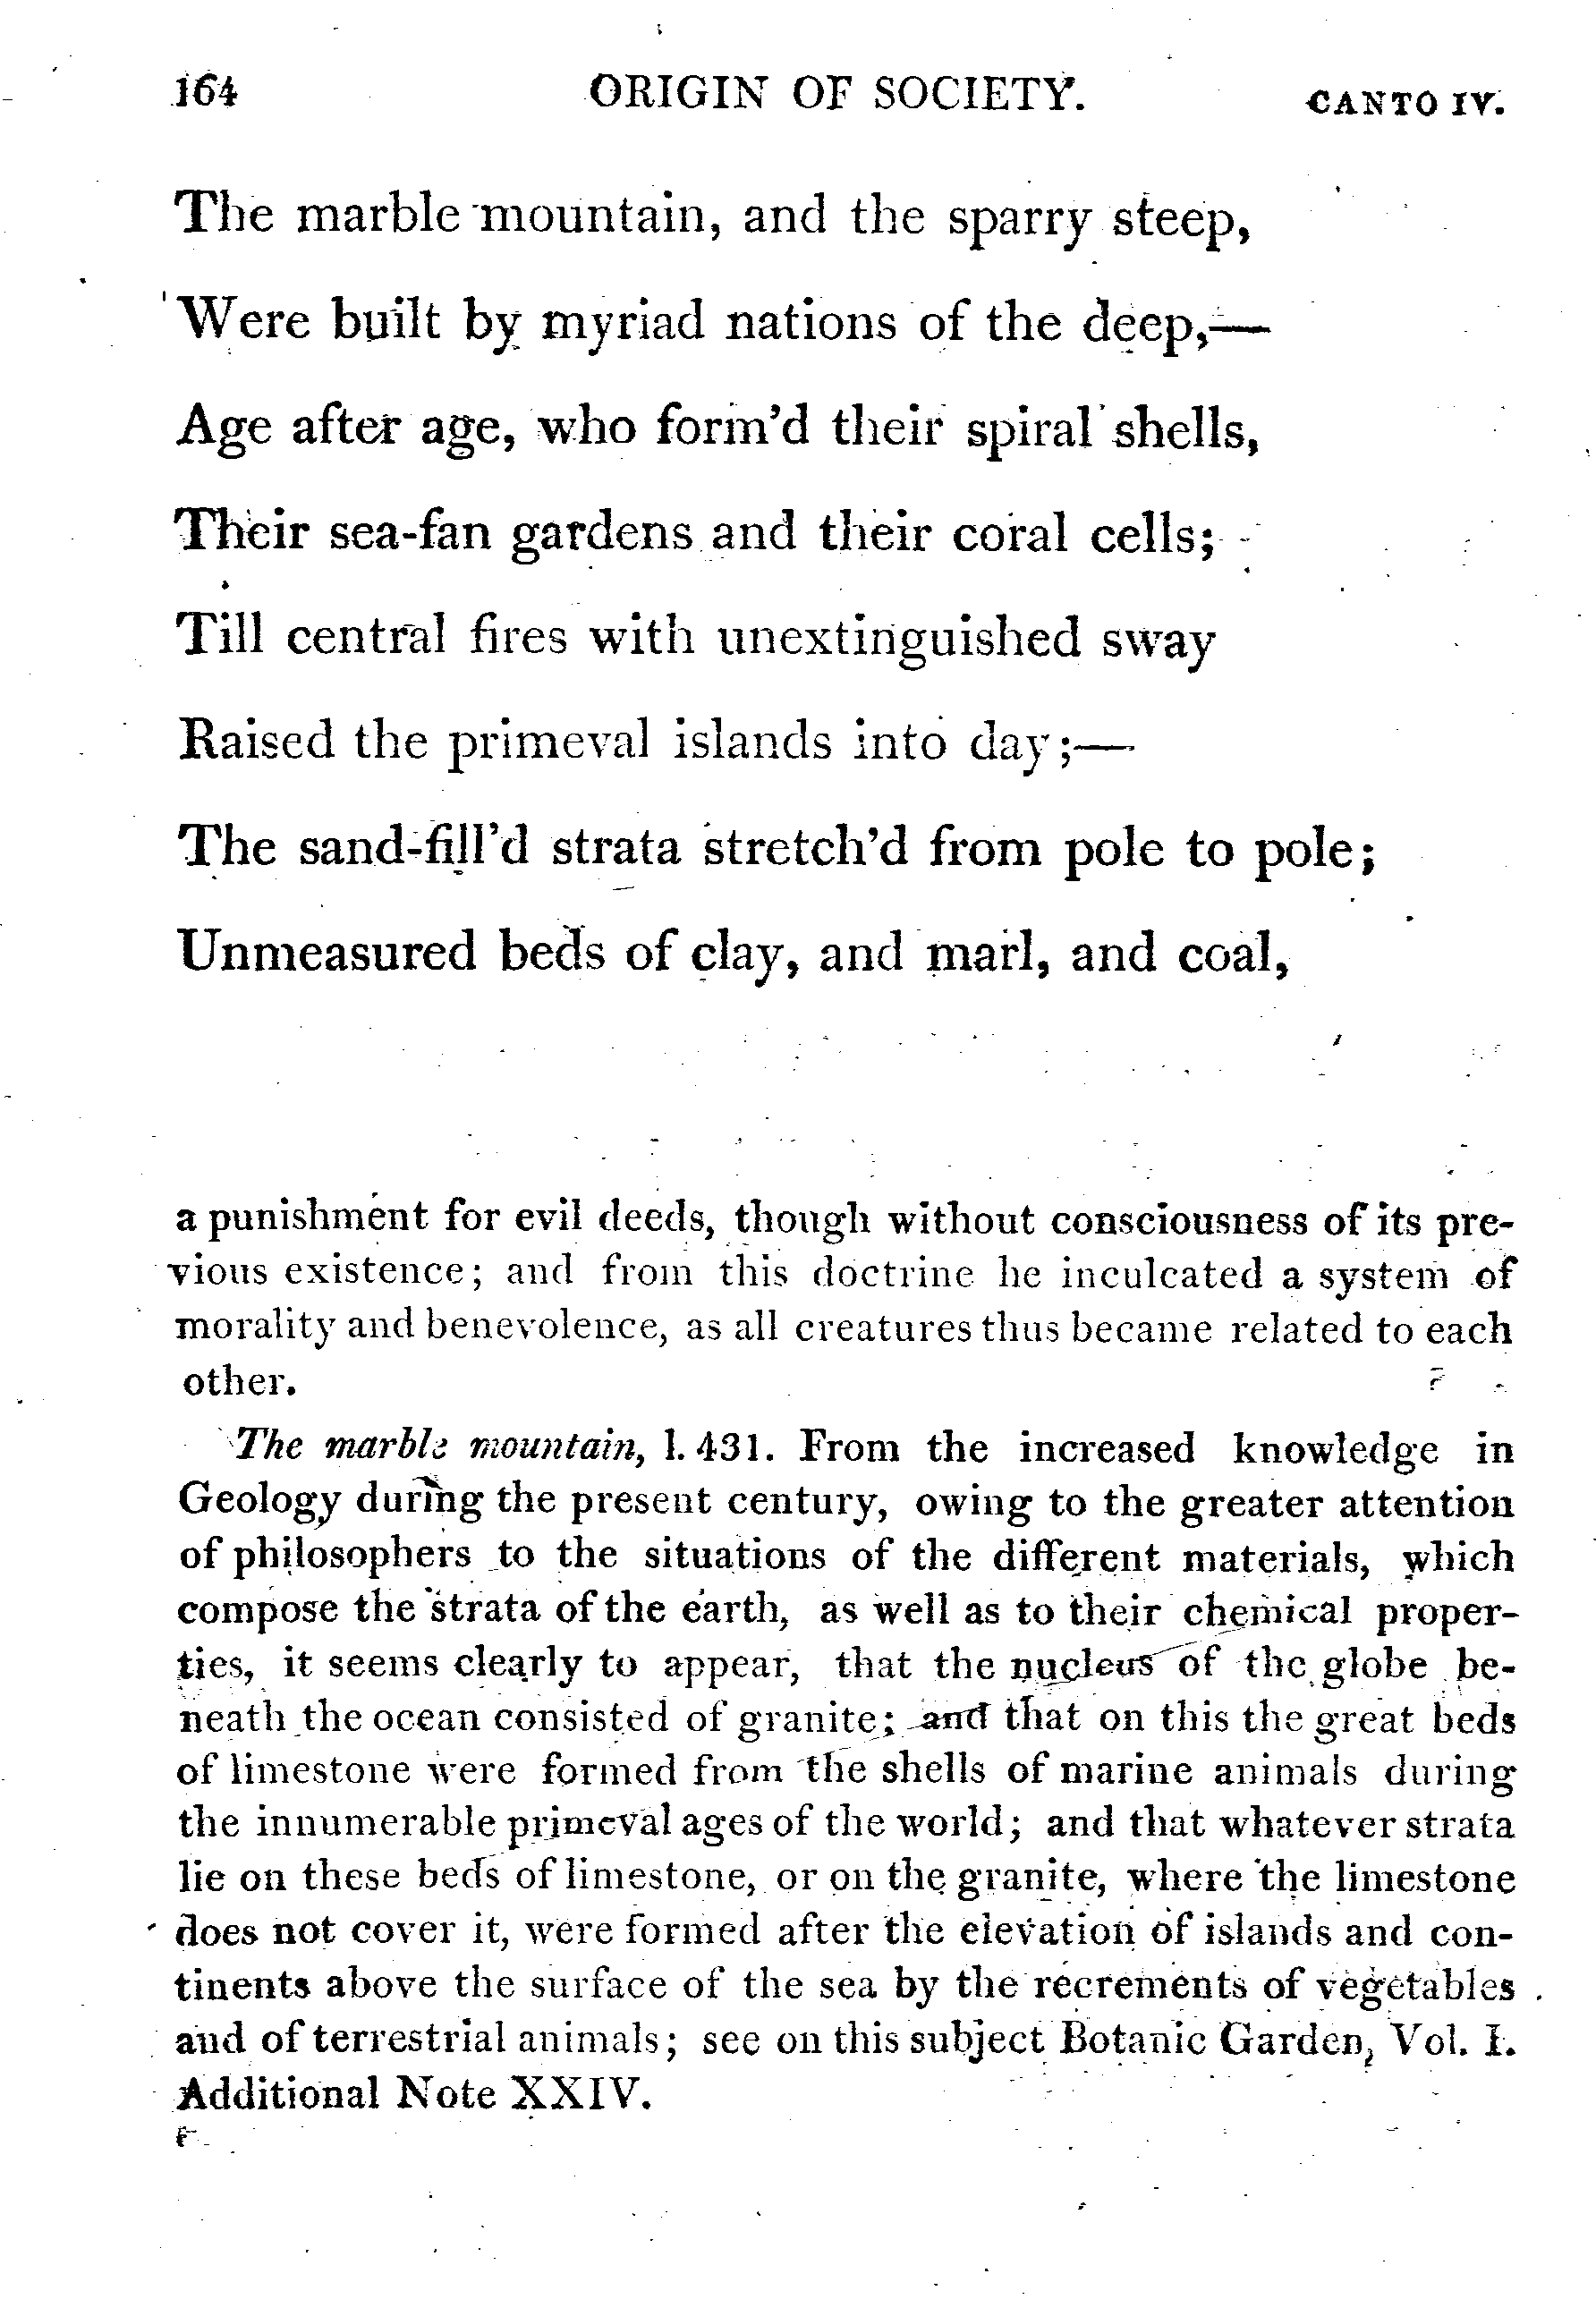 164 ORIGIN OF SOCIETY. CANTO IV.
The marble mountain, and the sparry steep,
Were built by myriad nations of the deep,—
Age after age, who form'd their spiral shells,
Their sea-fan gardens and their coral cells;
Till central fires with unextinguished sway
Raised the primeval islands into day;—
The sand-fill'd strata stretch'd from pole to pole;
Unmeasured beds of clay, and marl, and coal,
a punishment for evil deeds, though without consciousness of its pre-
vious existence; and from this doctrine he inculcated a system of
morality and benevolence, as all creatures thus became related to each
other.
The marble mountain, l. 431. From the increased knowledge in
Geology during the present century, owing to the greater attention
of philosophers to the situations of the different materials, which
compose the strata of the earth, as well as to their chemical proper-
ties, it seems clearly to appear, that the nucleus of the globe be-
neath the ocean consisted of granite; and that on this the great beds
of limestone were formed from the shells of marine animals during
the innumerable primeval ages of the world; and that whatever strata
lie on these beds of limestone, or on the granite, where the limestone
does not cover it, were formed after the elevation of islands and con-
tinents above the surface of the sea by the recrements of vegetables
and of terrestrial animals; see on this subject Botanic Garden, Vol. I.
Additional Note XXIV.